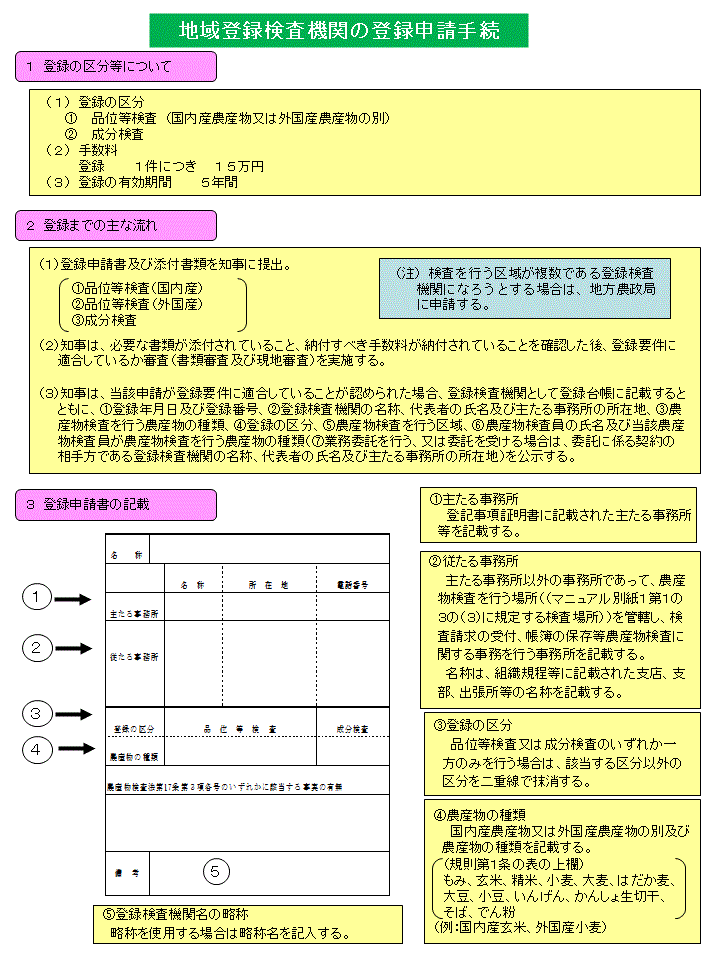 地域登録検査機関の登録申請手続
１ 登録の区分等について
（１）登録の区分
① 品位等検査（国内産農産物又は外国産農産物の別）
② 成分検査
（２）手数料
登録 １件につき １５万円
（３）登録の有効期間 ５年間
２ 登録までの主な流れ
（１）登録申請書及び添付書類を知事に提出。
①品位等検査（国内産）
②品位等検査（外国産）
③成分検査
（注）検査を行う区域が複数である登録検査
機関になろうとする場合は、地方農政局
に申請する。
（２）知事は、必要な書類が添付されていること、納付すべき手数料が納付されていることを確認した後、登録要件に
適合しているか審査（書類審査及び現地審査）を実施する。
（３）知事は、当該申請が登録要件に適合していることが認められた場合、登録検査機関として登録台帳に記載すると
ともに、①登録年月日及び登録番号、②登録検査機関の名称、代表者の氏名及び主たる事務所の所在地、③農
産物検査を行う農産物の種類、④登録の区分、⑤農産物検査を行う区域、⑥農産物検査員の氏名及び当該農産
物検査員が農産物検査を行う農産物の種類（⑦業務委託を行う、又は委託を受ける場合は、委託に係る契約の
相手方である登録検査機関の名称、代表者の氏名及び主たる事務所の所在地）を公示する。
３ 登録申請書の記載
名 称
名 称 所 在 地 電話番号
① 主たる事務所
② 従たる事務所
③ 登録の区分 品 位 等 検 査 成分検査
④ 農産物の種類
農産物検査法第17条第３項各号のいずれかに該当する事実の有無
備 考 ⑤
①主たる事務所
登記事項証明書に記載された主たる事務所
等を記載する。
②従たる事務所
主たる事務所以外の事務所であって、農産
物検査を行う場所（（マニュアル別紙１第１の
３の（３）に規定する検査場所））を管轄し、検
査請求の受付、帳簿の保存等農産物検査に
関する事務を行う事務所を記載する。
名称は、組織規程等に記載された支店、支
部、出張所等の名称を記載する。
③登録の区分
品位等検査又は成分検査のいずれか一
方のみを行う場合は、該当する区分以外の
区分を二重線で抹消する。
④農産物の種類
国内産農産物又は外国産農産物の別及び
農産物の種類を記載する。
（規則第１条の表の上欄）
もみ、玄米、精米、小麦、大麦、はだか麦、
大豆、小豆、いんげん、かんしょ生切干、
そば、でん粉
（例：国内産玄米、外国産小麦）
⑤登録検査機関名の略称
略称を使用する場合は略称名を記入する。